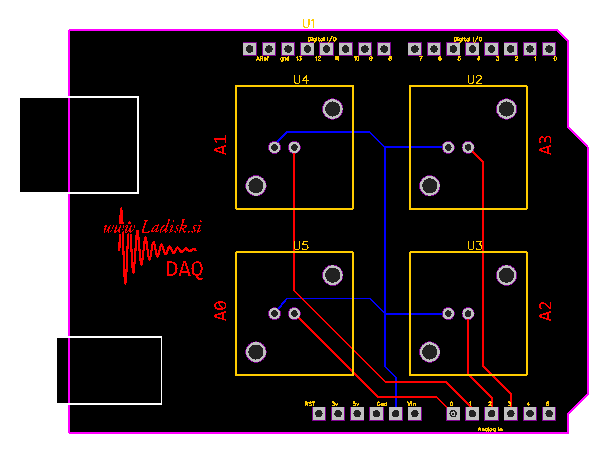 U1
Digital I/O Digital I/O
ARef gnd 13 12 11 10 9 8 7 6 5 4 3 2 1 0
U4 U2
A1 A3
www.Ladisk.si
DAQ
U5 U3
A0 A2
RST 3v 5v Gnd Vin 0 1 2 3 4 5
Analog In